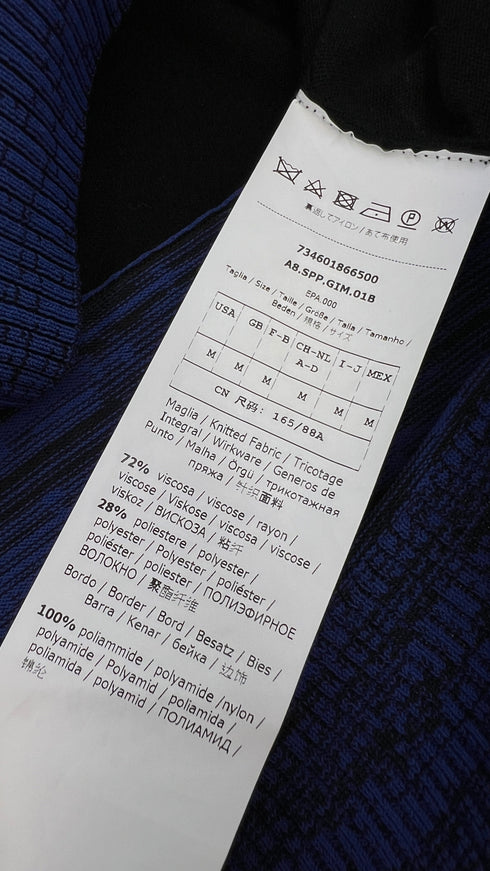 P
裏返してアイロン/あて布使用
734601866500
A8.SPP.GIM.01B
EPA.000
Taglia / Size / Taille / Größe / Talla / Tamanho /
Beden / 规格 / サイズ
USA GB F-B CH-NL A-D I-J MEX
M M M M M M
CN 尺码: 165/88A
Maglia / Knitted Fabric / Tricotage
Integral / Wirkware / Generos de
Punto / Malha / Örgü / трикотажная
пряжа / 针织面料
72% viscosa / viscose / rayon /
viscose / Viskose / viscosa / viscose /
viskoz / ВИСКОЗА / 粘纤
28% poliestere / polyester /
polyester / Polyester / poliéster /
poliéster / poliester / ПОЛИЭФИРНОЕ
ВОЛОКНО / 聚酯纤维
Bordo / Border / Bord / Besatz / Bies /
Barra / Kenar / бейка / 边饰
100% poliammide / polyamide /nylon /
polyamide / Polyamid / poliamida /
poliamida / polyamid / ПОЛИАМИД /
锦纶